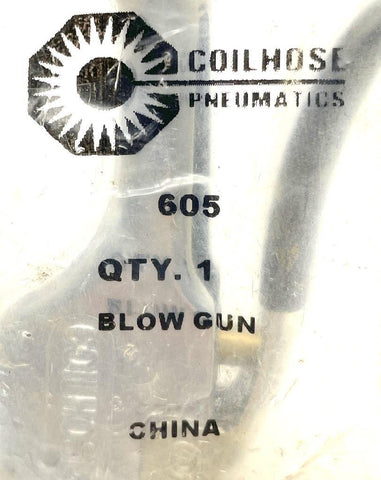 COILHOSE
PNEUMATICS
605
QTY. 1
BLOW GUN
CHINA